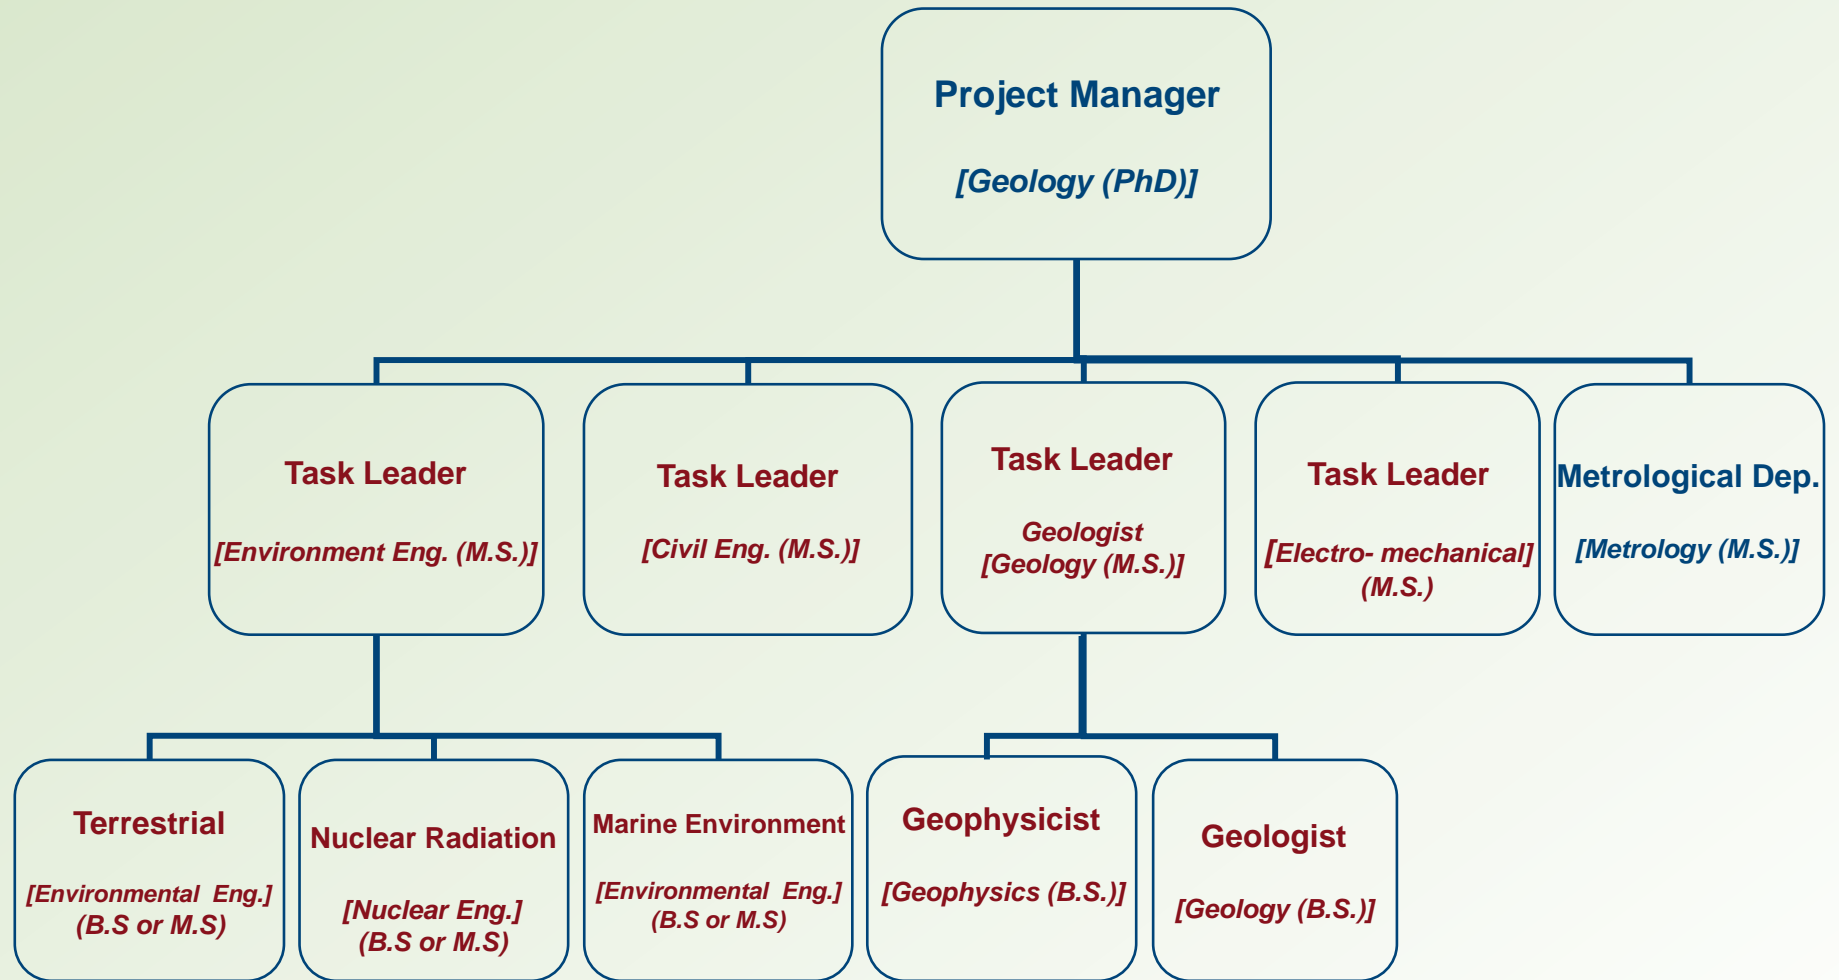 Project Manager
[Geology (PhD)]
Task Leader
[Environment Eng. (M.S.)]
Task Leader
[Civil Eng. (M.S.)]
Task Leader
Geologist
[Geology (M.S.)]
Task Leader
[Electro- mechanical]
(M.S.)
Metrological Dep.
[Metrology (M.S.)]
Terrestrial
[Environmental Eng.]
(B.S or M.S)
Nuclear Radiation
[Nuclear Eng.]
(B.S or M.S)
Marine Environment
[Environmental Eng.]
(B.S or M.S)
Geophysicist
[Geophysics (B.S.)]
Geologist
[Geology (B.S.)]